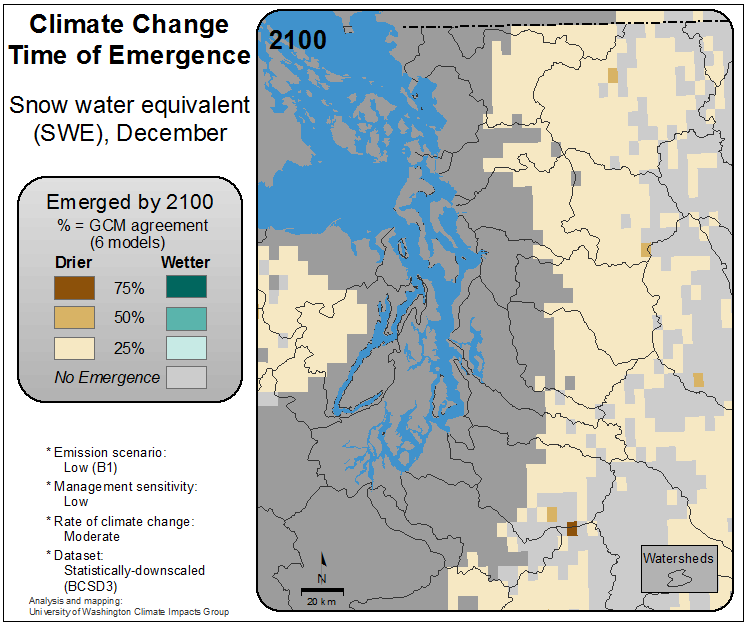 Climate Change
Time of Emergence
Snow water equivalent
(SWE), December
Emerged by 2100
% = GCM agreement
(6 models)
Drier Wetter
75%
50%
25%
No Emergence
* Emission scenario:
Low (B1)
* Management sensitivity:
Low
* Rate of climate change:
Moderate
* Dataset:
Statistically-downscaled
(BCSD3)
Analysis and mapping:
University of Washington Climate Impacts Group
2100
N
20 km
Watersheds